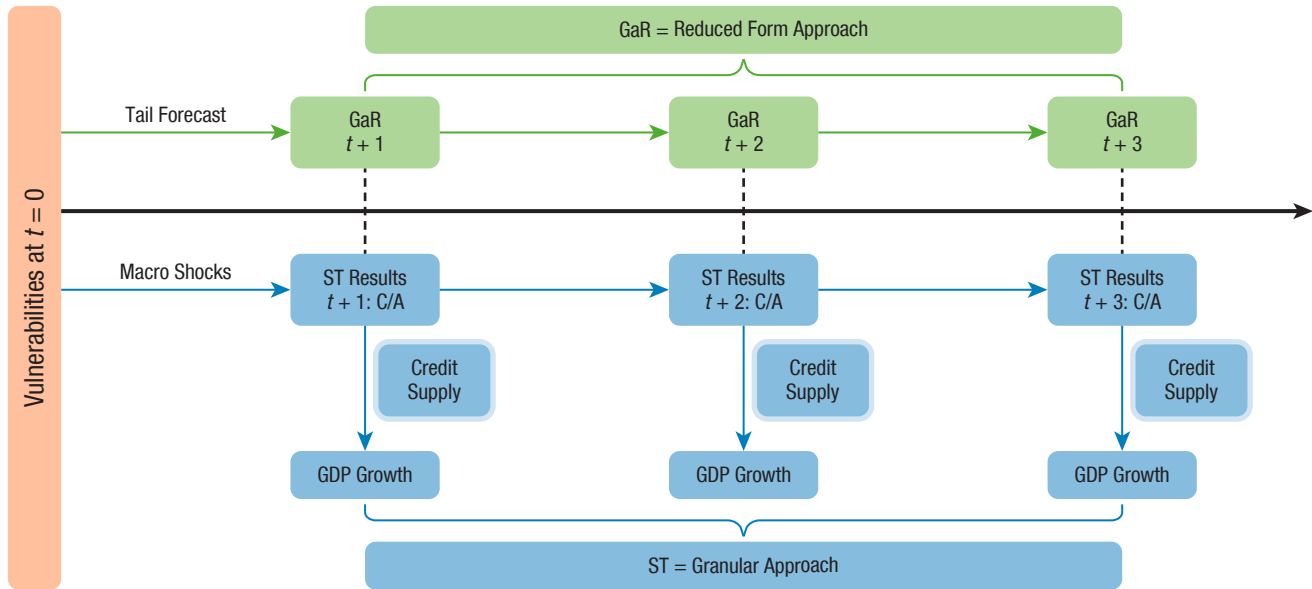 Vulnerabilities at t = 0
GaR = Reduced Form Approach
Tail Forecast
GaR
t + 1
GaR
t + 2
GaR
t + 3
Macro Shocks
ST Results
t + 1: C/A
ST Results
t + 2: C/A
ST Results
t + 3: C/A
Credit
Supply
Credit
Supply
Credit
Supply
GDP Growth
GDP Growth
GDP Growth
ST = Granular Approach